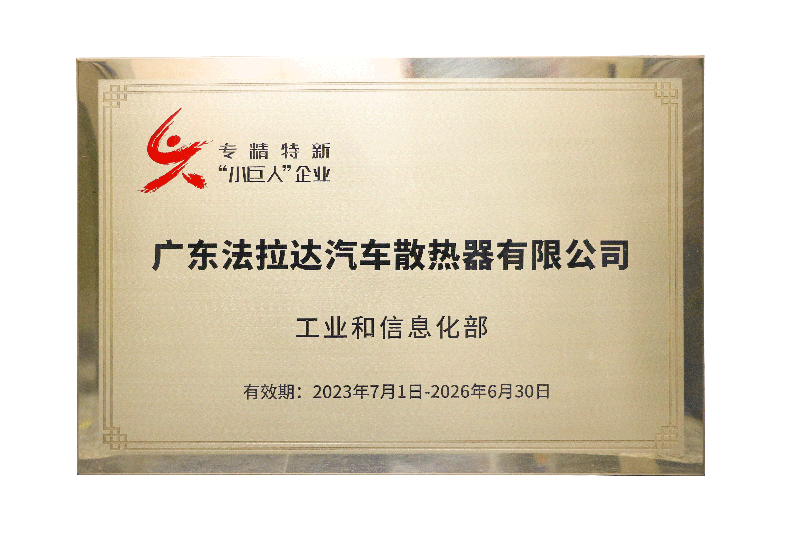 专精特新
“小巨人”企业
广东法拉达汽车散热器有限公司
工业和信息化部
有效期：2023年7月1日-2026年6月30日